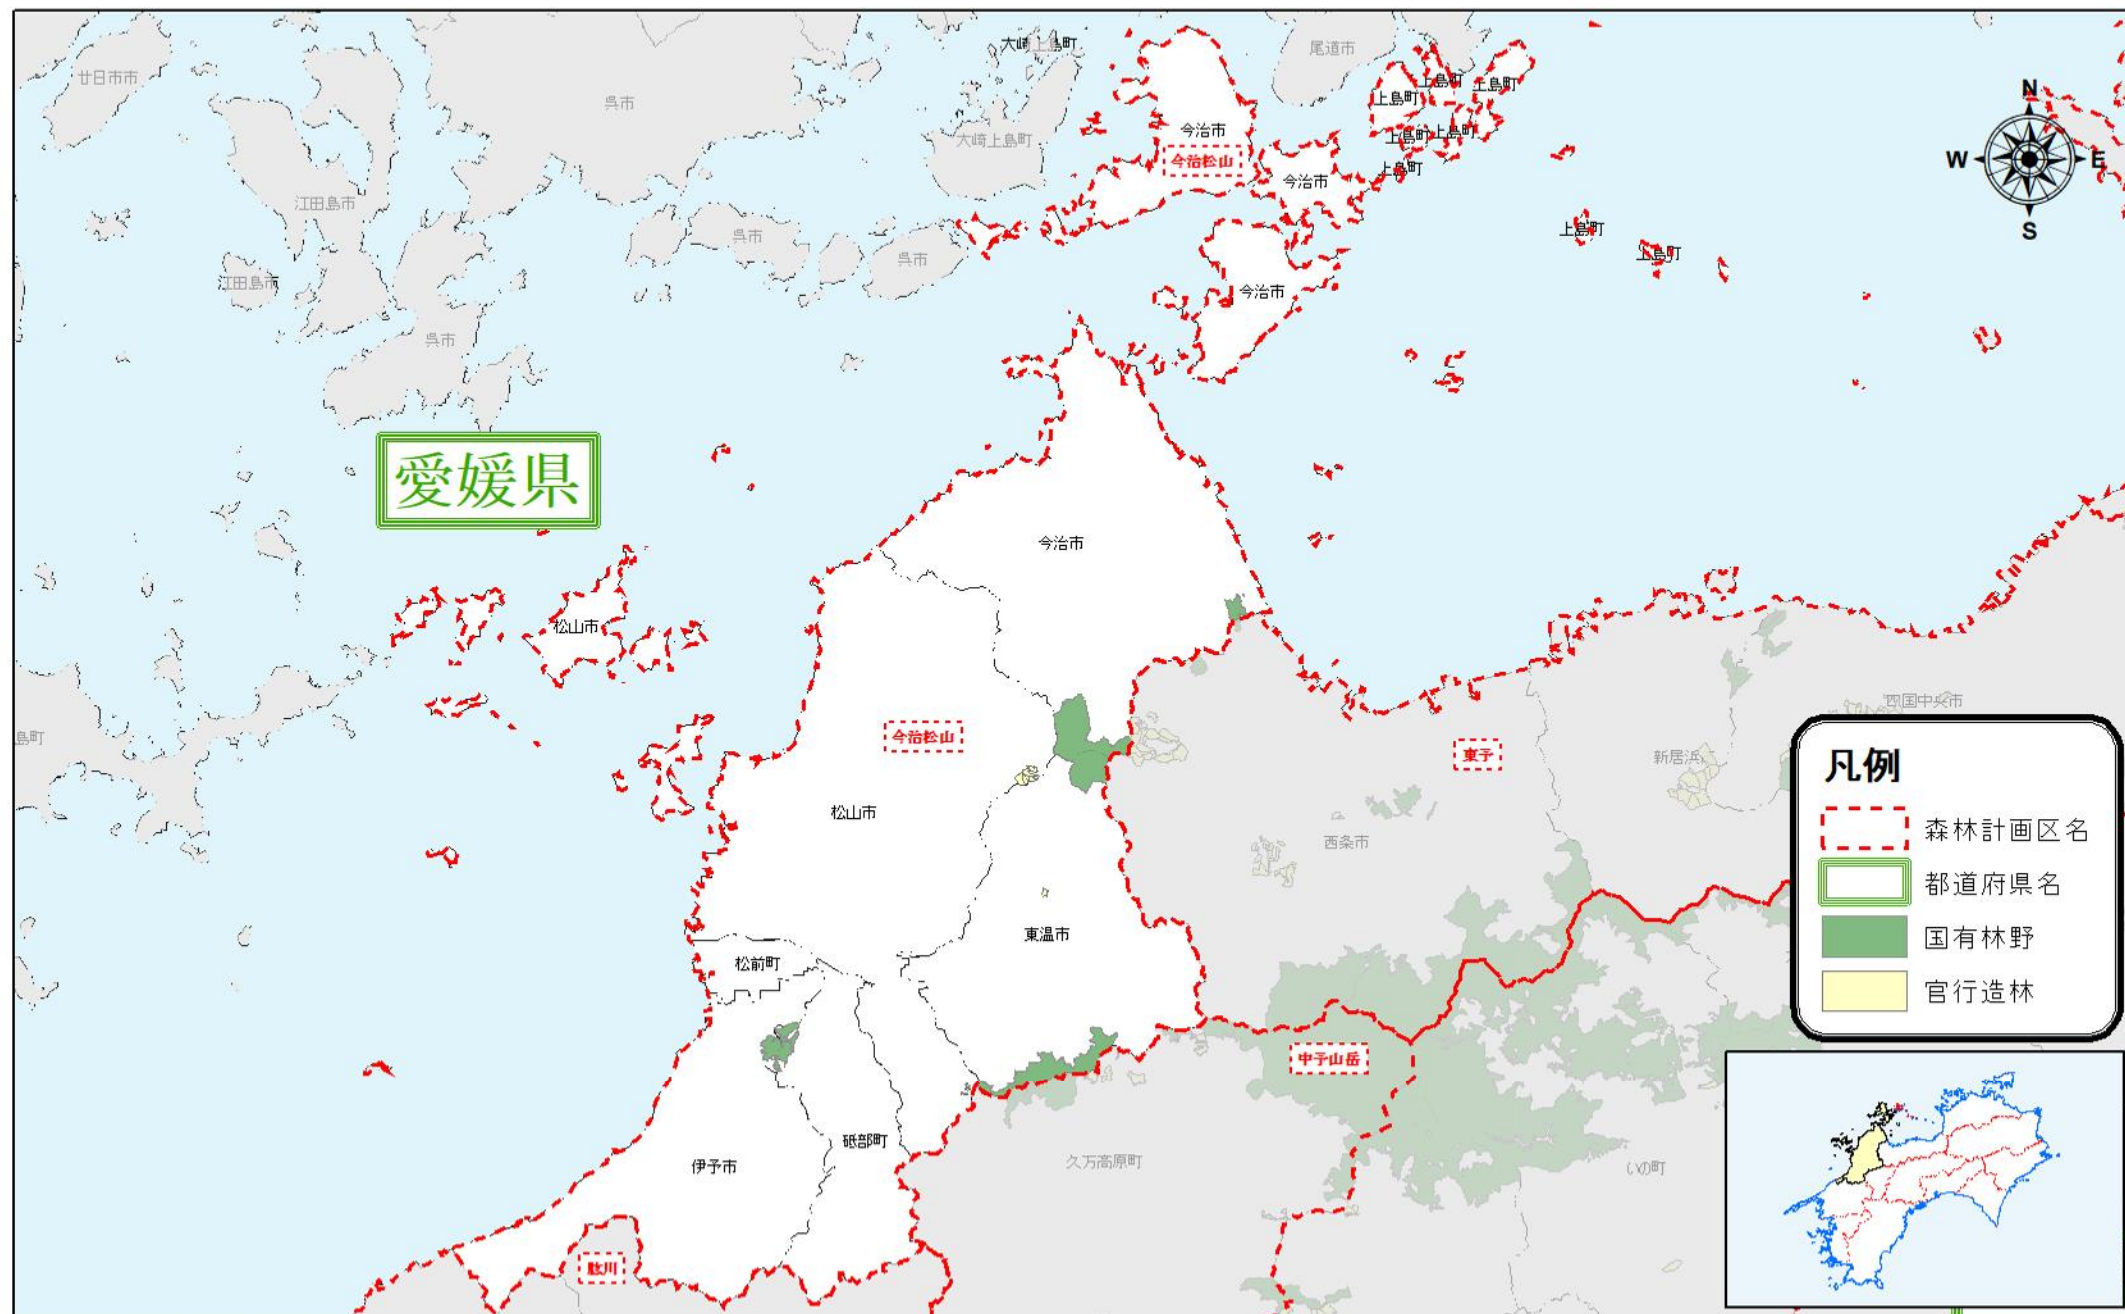 廿日市市
呉市
大崎上島町
尾道市
上島町
上島町
上島町
今治市
今治松山
大崎上島町
上島町
上島町
上島町
今治市
N
W
E
S
江田島市
呉市
呉市
上島町
上島町
江田島市
今治市
呉市
愛媛県
今治市
松山市
島町
今治松山
東予
四国中央市
新居浜
松山市
西条市
東温市
松前町
中予山岳
砥部町
伊予市
久万高原町
いの町
肱川
凡例
森林計画区名
都道府県名
国有林野
官行造林